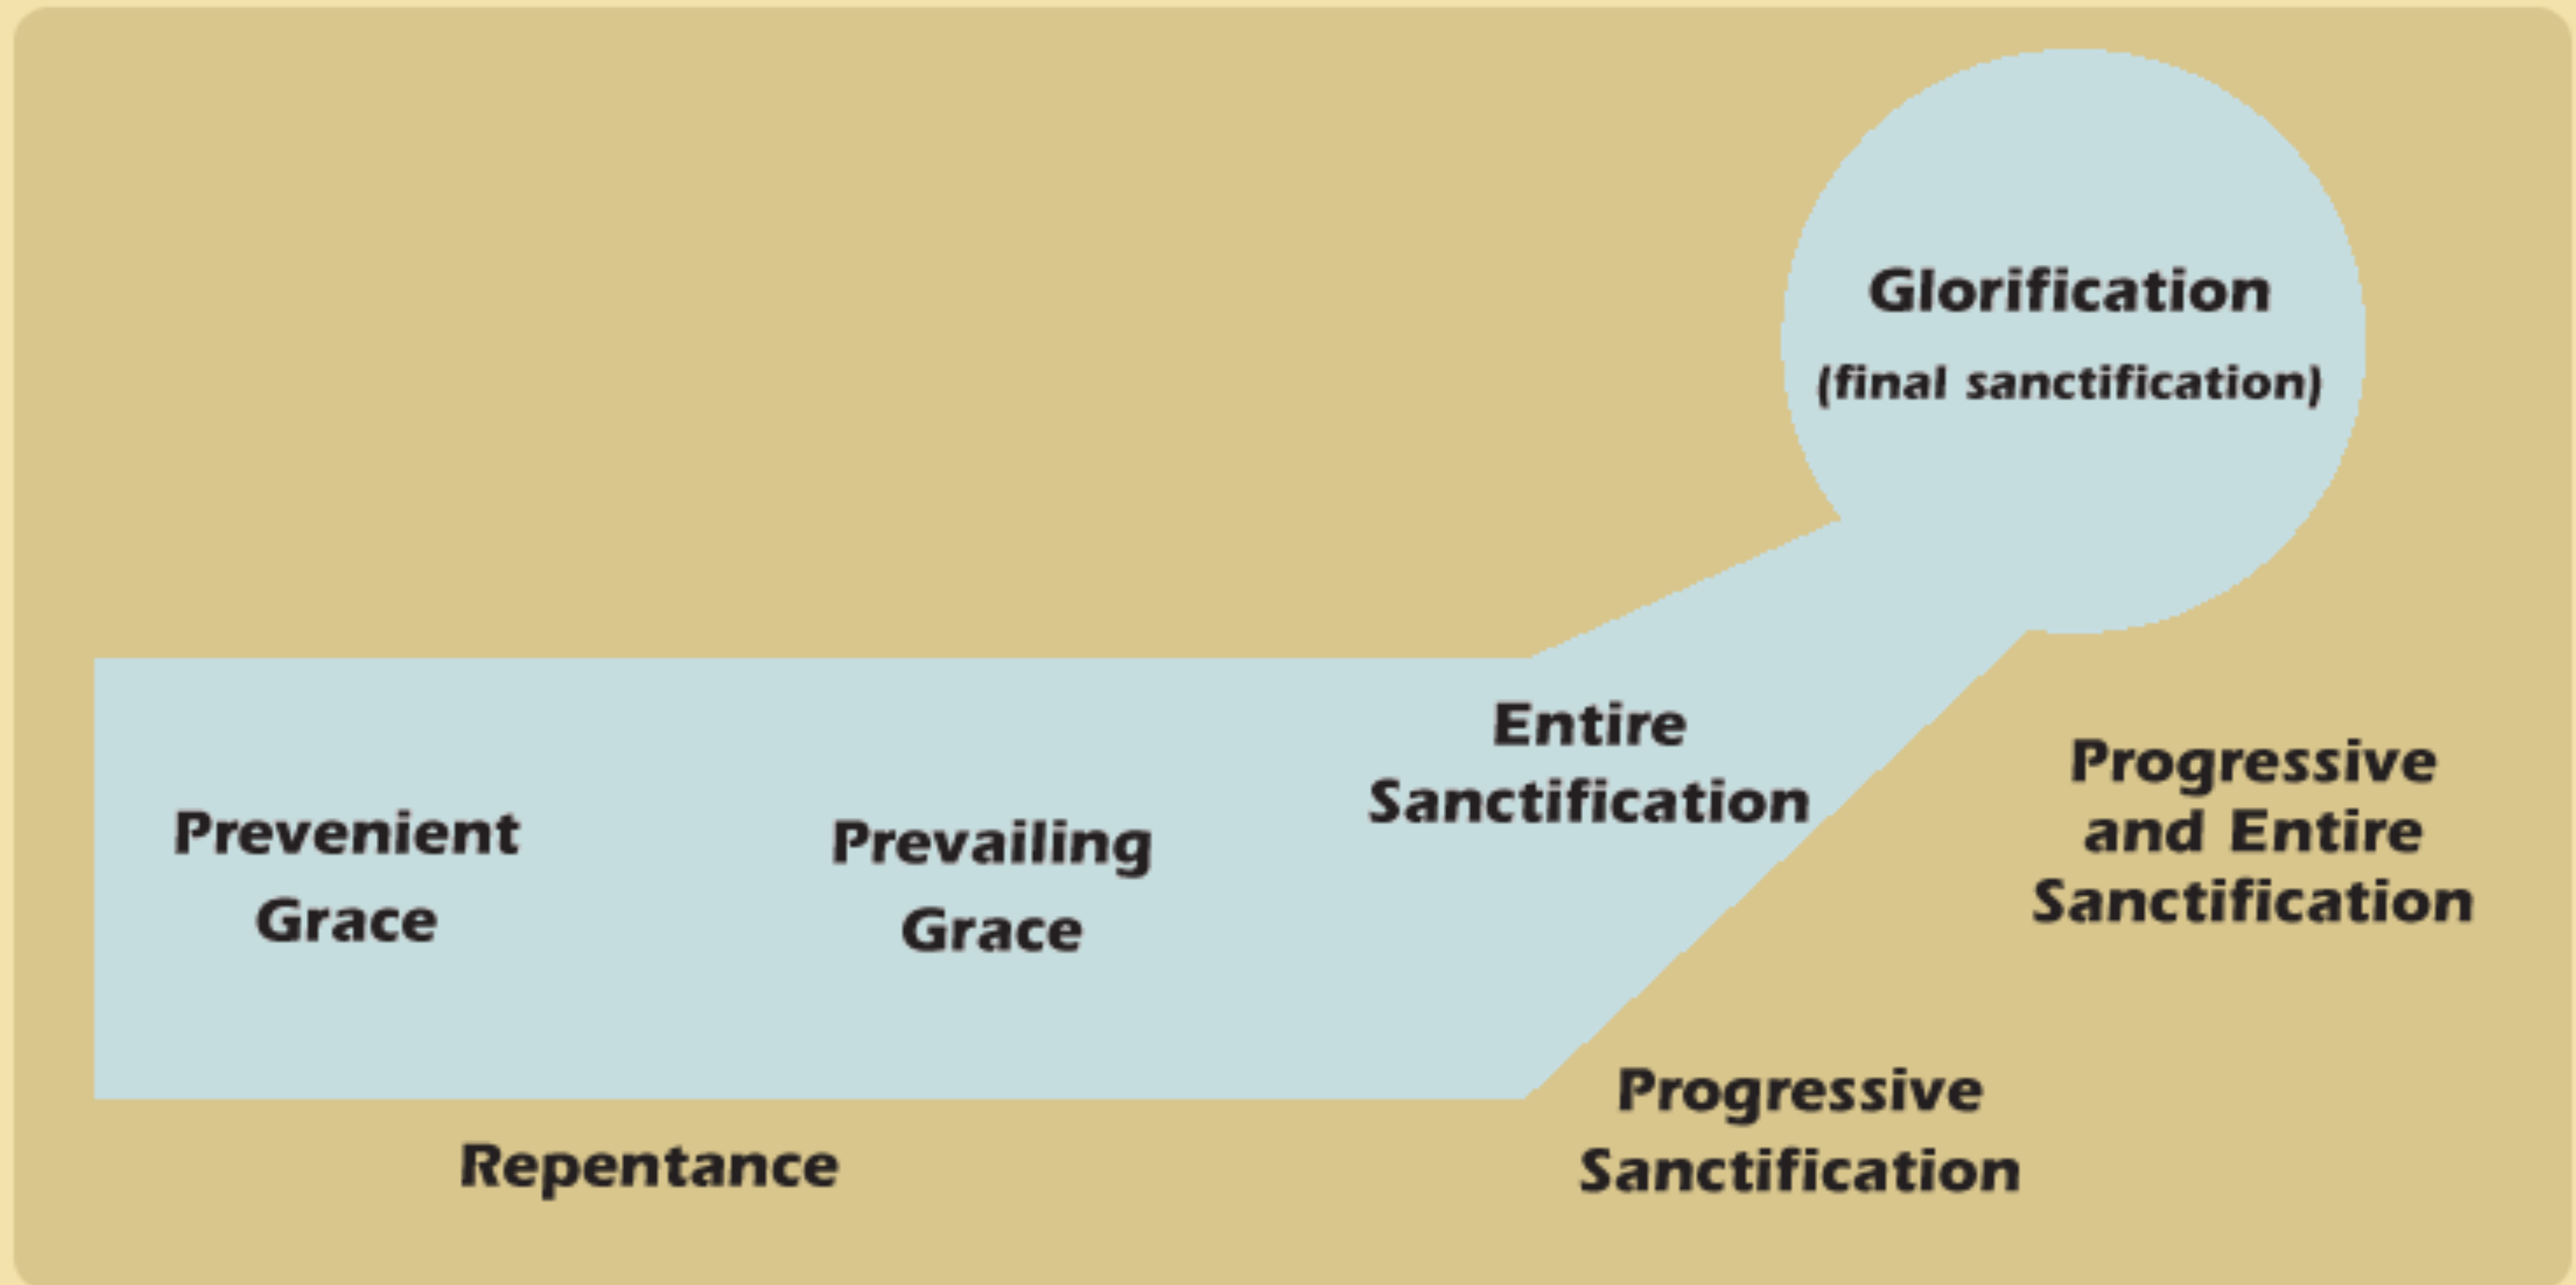 Glorification
(final sanctification)
Entire
Sanctification
Prevenient
Grace
Prevailing
Grace
Progressive
and Entire
Sanctification
Repentance
Progressive
Sanctification